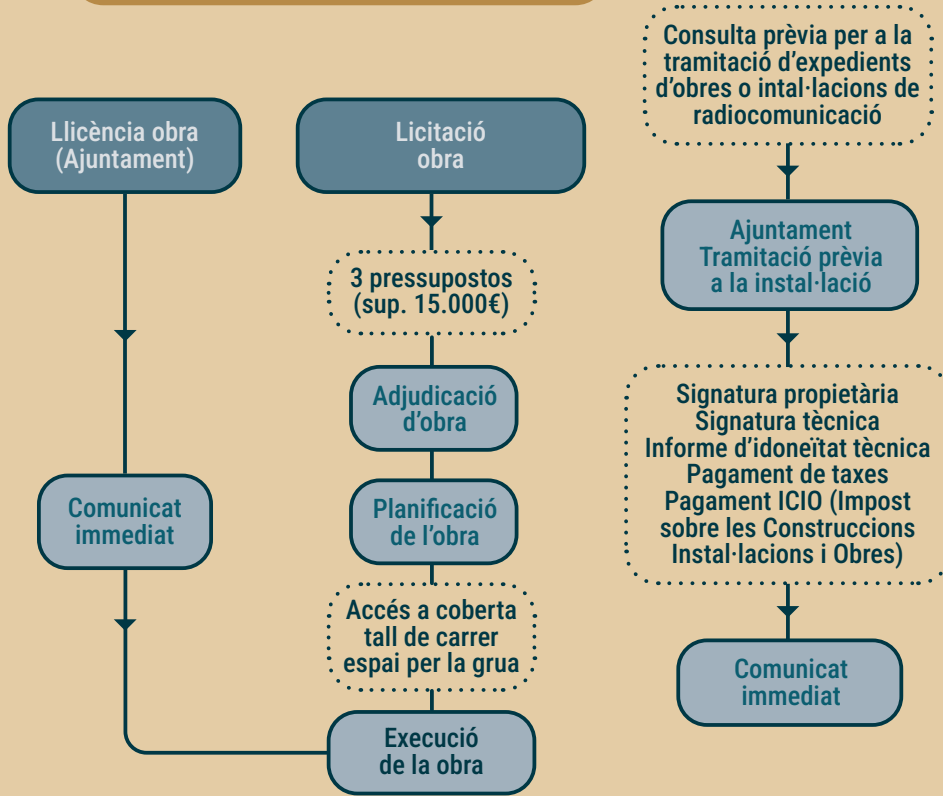 Llicència obra
(Ajuntament)
Comunicat
immediat
Licitació
obra
3 pressupostos
(sup. 15.000€)
Adjudicació
d'obra
Planificació
de l'obra
Accés a coberta
tall de carrer
espai per la grua
Execució
de la obra
Consulta prèvia per a la
tramitació d'expedients
d'obres o intal·lacions de
radiocomunicació
Ajuntament
Tramitació prèvia
a la instal·lació
Signatura propietària
Signatura tècnica
Informe d'idoneïtat tècnica
Pagament de taxes
Pagament ICIO (Impost
sobre les Construccions
Instal·lacions i Obres)
Comunicat
immediat